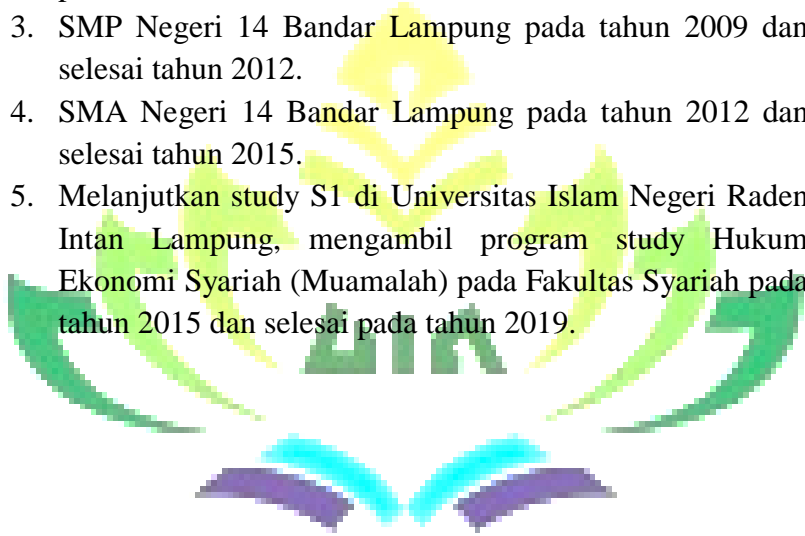 3. SMP Negeri 14 Bandar Lampung pada tahun 2009 dan
selesai tahun 2012.
4. SMA Negeri 14 Bandar Lampung pada tahun 2012 dan
selesai tahun 2015.
5. Melanjutkan study S1 di Universitas Islam Negeri Raden
Intan Lampung, mengambil program study Hukum
Ekonomi Syariah (Muamalah) pada Fakultas Syariah pada
tahun 2015 dan selesai pada tahun 2019.